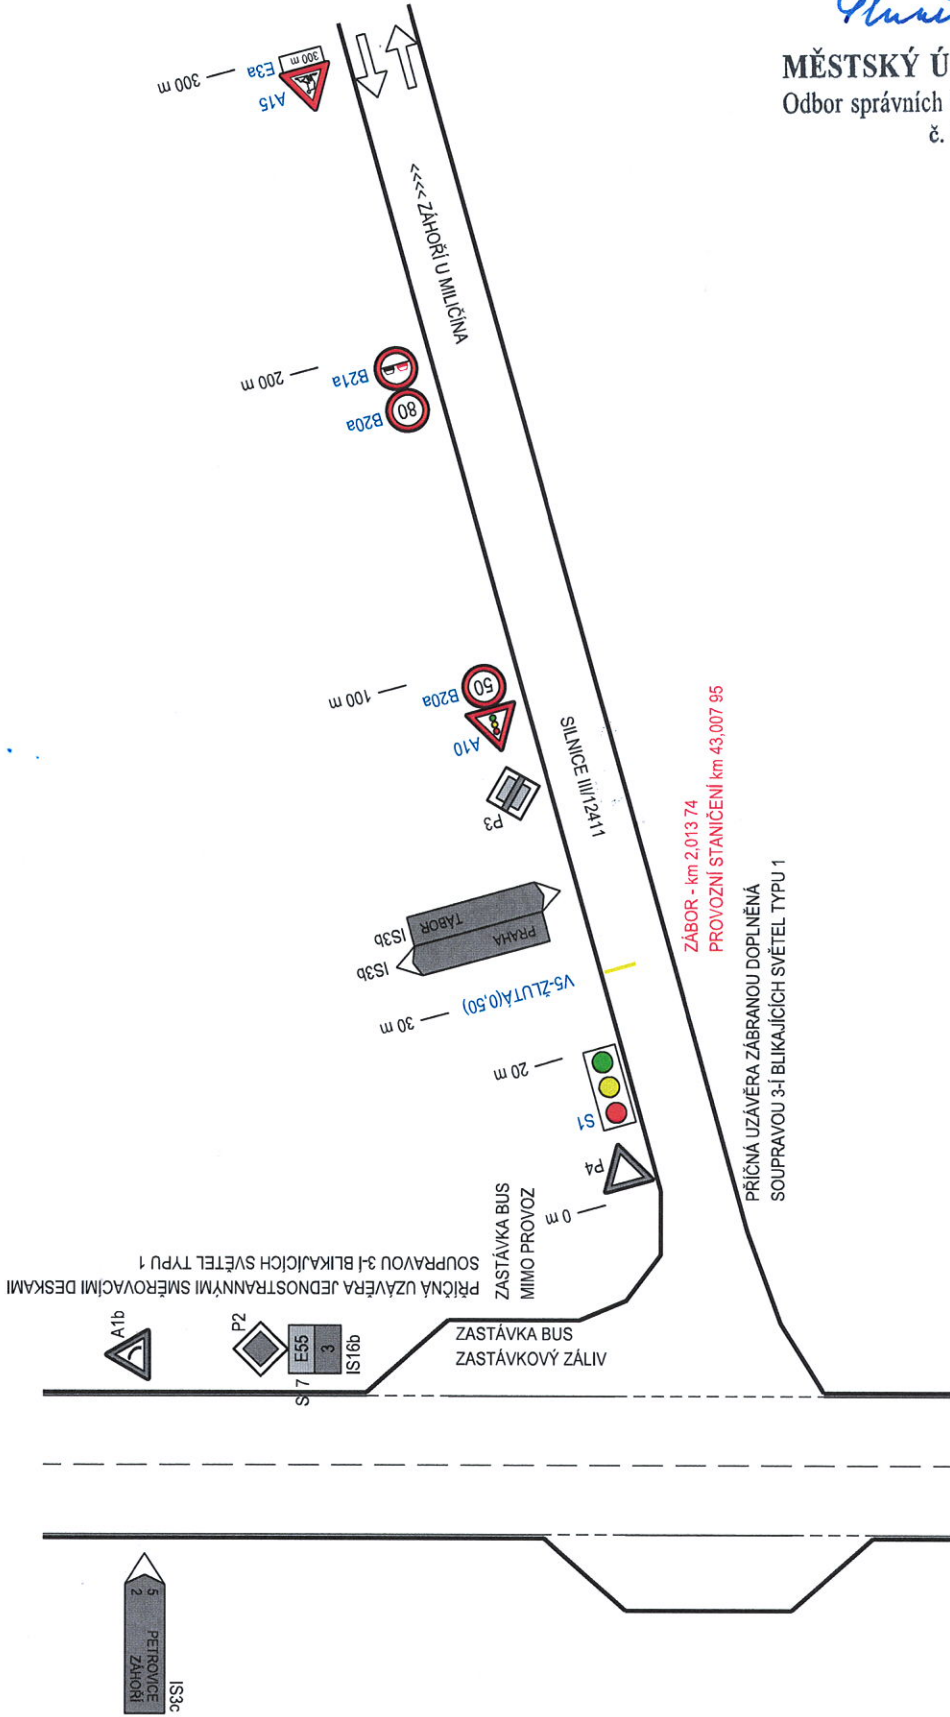 MĚSTSKÝ Ú
Odbor správních
č.
300 m
E3a
300 m
A15
<<<< ZÁHOŘÍ U MILIČÍNA
200 m
B21a
B20a
80
100 m
B20a
50
A10
P3
SILNICE III/12411
IS3b
TÁBOR
IS3b
PRAHA
V5-ŽLUTÁ(0,50)
30 m
20 m
S1
P4
0 m
ZÁBOR - km 2,013 74
PROVOZNÍ STANIČENÍ km 43,007 95
PŘÍČNÁ UZÁVĚRA ZÁBRANOU DOPLNĚNÁ
SOUPRAVOU 3-Í BLIKAJÍCÍCH SVĚTEL TYPU 1
ZASTÁVKA BUS
MIMO PROVOZ
PŘÍČNÁ UZÁVĚRA JEDNOSTRANNÝMI SMĚROVACÍMI DESKAMI
SOUPRAVOU 3-Í BLIKAJÍCÍCH SVĚTEL TYPU 1
ZASTÁVKA BUS
ZASTÁVKOVÝ ZÁLIV
A1b
P2
E55
3
IS16b
PETROVICE 5
ZÁHOŘÍ 2
IS3c